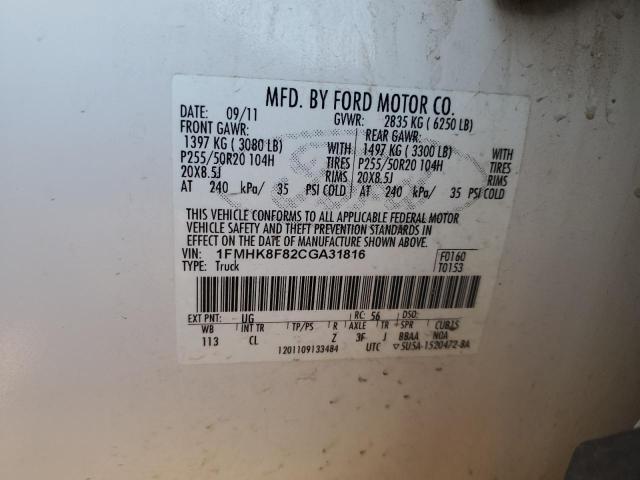 MFD. BY FORD MOTOR CO.
DATE: 09/11 GVWR: 2835 KG ( 6250 LB)
FRONT GAWR: REAR GAWR:
1397 KG ( 3080 LB) WITH 1497 KG ( 3300 LB) WITH
P255/50R20 104H TIRES P255/50R20 104H TIRES
20X8.5J RIMS 20X8.5J RIMS
AT 240 kPa/ 35 PSI COLD AT 240 kPa/ 35 PSI COLD
THIS VEHICLE CONFORMS TO ALL APPLICABLE FEDERAL MOTOR
VEHICLE SAFETY AND THEFT PREVENTION STANDARDS IN
EFFECT ON THE DATE OF MANUFACTURE SHOWN ABOVE.
VIN: 1FMHK8F82CGA31816 F0160
TYPE: Truck T0153
EXT PNT: UG RC: 56 DSO:
WB INT TR TP/PS R AXLE TR SPR CUBTS
113 CL Z 3F J BBAA NOA
1201109133484 UTC ▽5U5A-1520472-BA